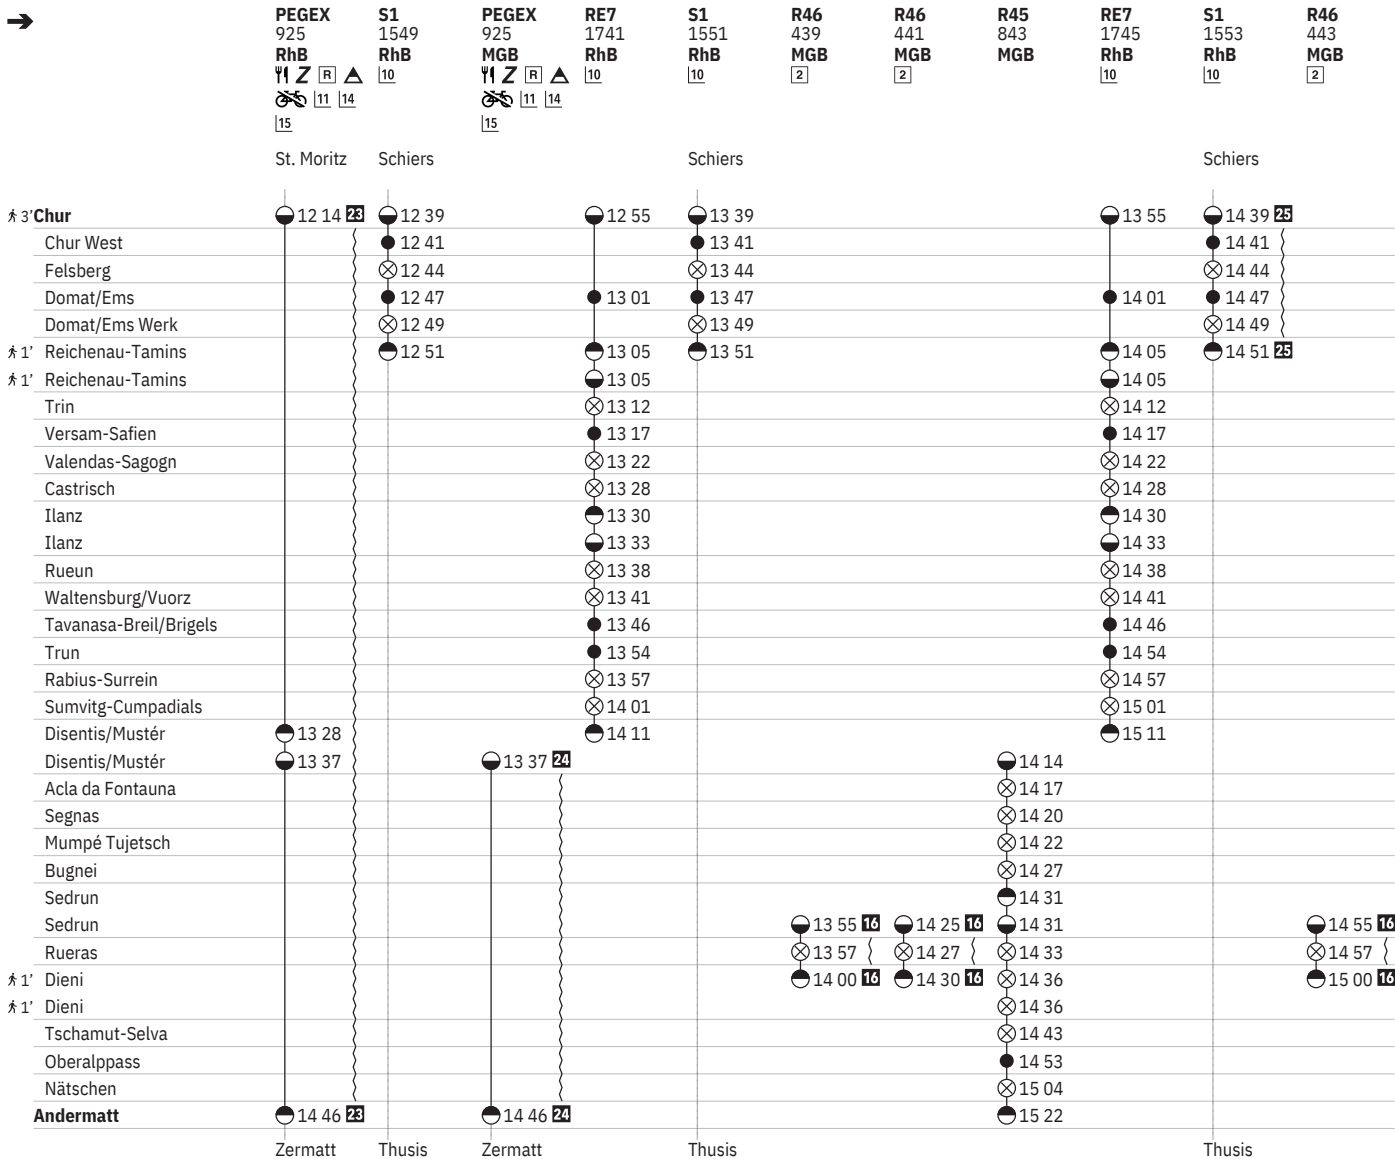 PEGEX S1 PEGEX RE7 S1 R46 R46 R45 RE7 S1 R46
925 1549 925 1741 1551 439 441 843 1745 1553 443
RhB RhB MGB RhB RhB MGB MGB MGB RhB RhB MGB
Z R 10 Z R 10 10 2 2 10 10 2
11 14 11 14
15 15
St. Moritz Schiers Schiers Schiers
3' Chur 12 14 23 12 39 12 55 13 39 13 55 14 39 25
Chur West 12 41 13 41 14 41
Felsberg 12 44 13 44 14 44
Domat/Ems 12 47 13 01 13 47 14 01 14 47
Domat/Ems Werk 12 49 13 49 14 49
1' Reichenau-Tamins 12 51 13 05 13 51 14 05 14 51 25
1' Reichenau-Tamins 13 05 14 05
Trin 13 12 14 12
Versam-Safien 13 17 14 17
Valendas-Sagogn 13 22 14 22
Castrisch 13 28 14 28
Ilanz 13 30 14 30
Ilanz 13 33 14 33
Rueun 13 38 14 38
Waltensburg/Vuorz 13 41 14 41
Tavanasa-Breil/Brigels 13 46 14 46
Trun 13 54 14 54
Rabius-Surrein 13 57 14 57
Sumvitg-Cumpadials 14 01 15 01
Disentis/Mustér 13 28 14 11 15 11
Disentis/Mustér 13 37 13 37 24 14 14
Acla da Fontauna 14 17
Segnas 14 20
Mumpé Tujetsch 14 22
Bugnei 14 27
Sedrun 14 31
Sedrun 13 55 16 14 25 16 14 31 14 55 16
Rueras 13 57 14 27 14 33 14 57
1' Dieni 14 00 16 14 30 16 14 36 15 00 16
1' Dieni 14 36
Tschamut-Selva 14 43
Oberalppass 14 53
Nätschen 15 04
Andermatt 14 46 23 14 46 24 15 22
Zermatt Thusis Zermatt Thusis Thusis